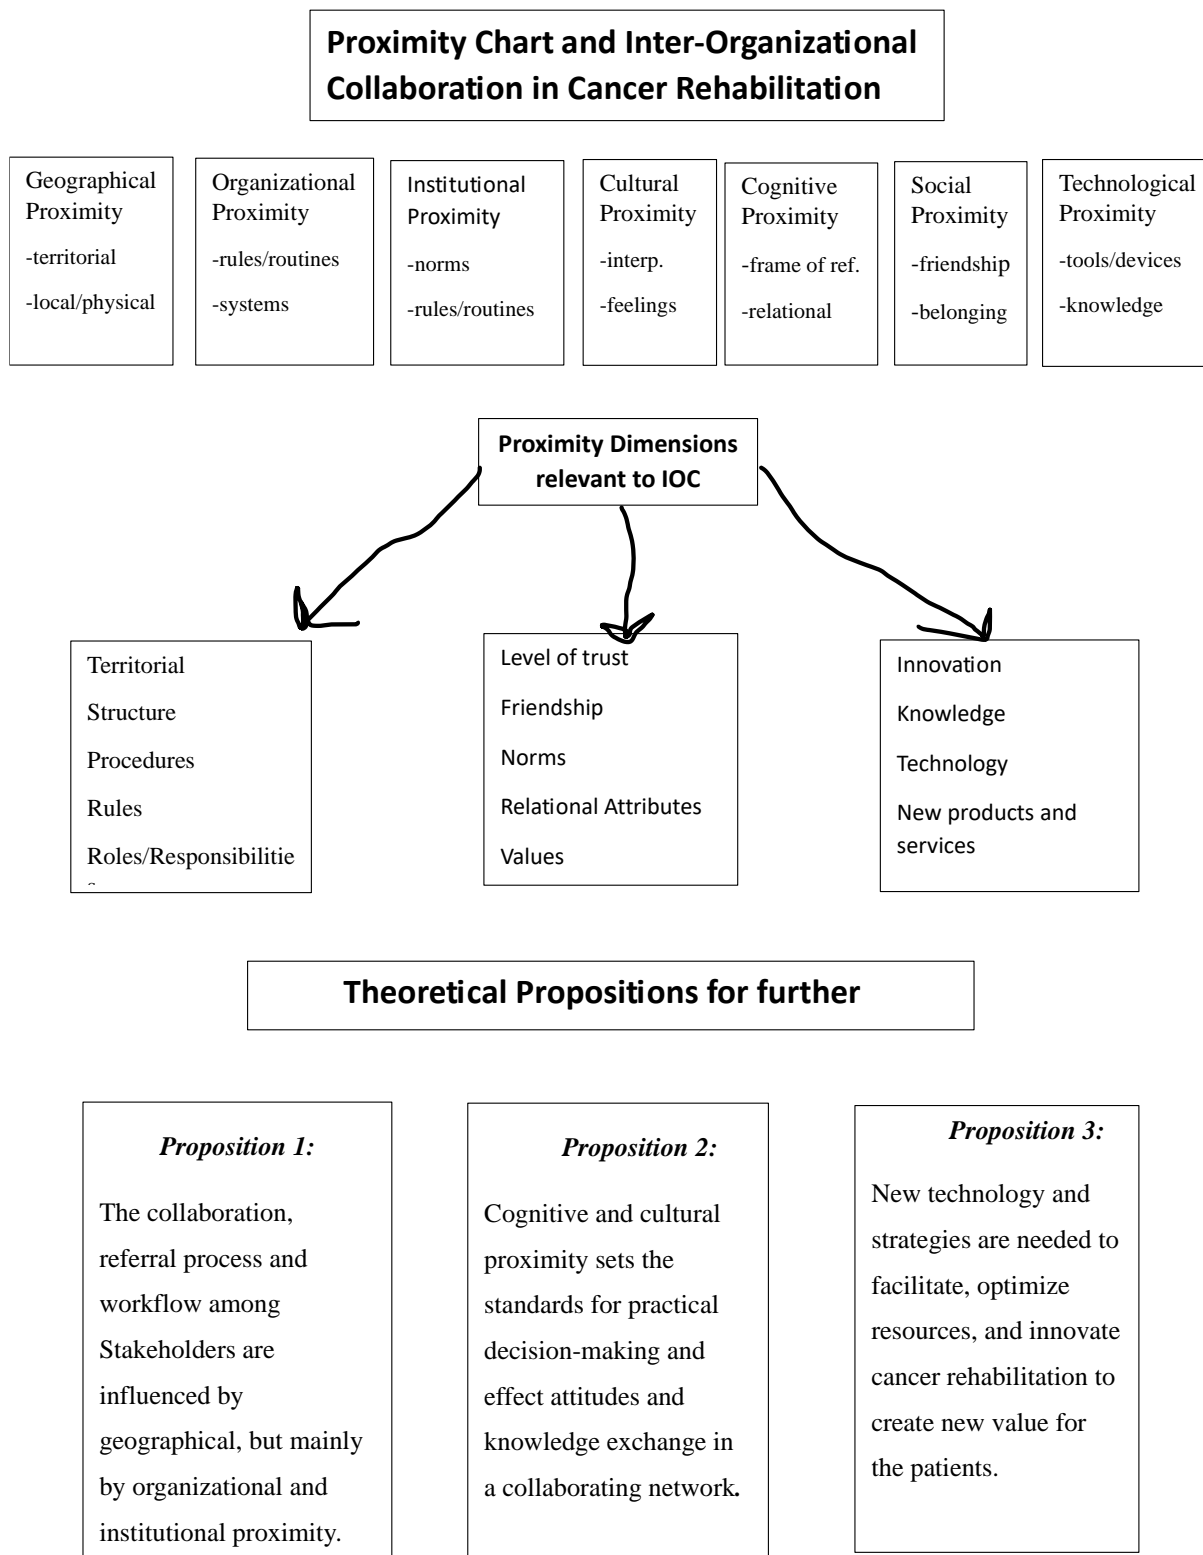 Proximity Chart and Inter-Organizational
Collaboration in Cancer Rehabilitation
Geographical
Proximity
-territorial
-local/physical
Organizational
Proximity
-rules/routines
-systems
Institutional
Proximity
-norms
-rules/routines
Cultural
Proximity
-interp.
-feelings
Cognitive
Proximity
-frame of ref.
-relational
Social
Proximity
-friendship
-belonging
Technological
Proximity
-tools/devices
-knowledge
Proximity Dimensions
relevant to IOC
Territorial
Structure
Procedures
Rules
Roles/Responsibilitie
s
Level of trust
Friendship
Norms
Relational Attributes
Values
Innovation
Knowledge
Technology
New products and
services
Theoretical Propositions for further
Proposition 1:
The collaboration,
referral process and
workflow among
Stakeholders are
influenced by
geographical, but mainly
by organizational and
institutional proximity.
Proposition 2:
Cognitive and cultural
proximity sets the
standards for practical
decision-making and
effect attitudes and
knowledge exchange in
a collaborating network.
Proposition 3:
New technology and
strategies are needed to
facilitate, optimize
resources, and innovate
cancer rehabilitation to
create new value for
the patients.